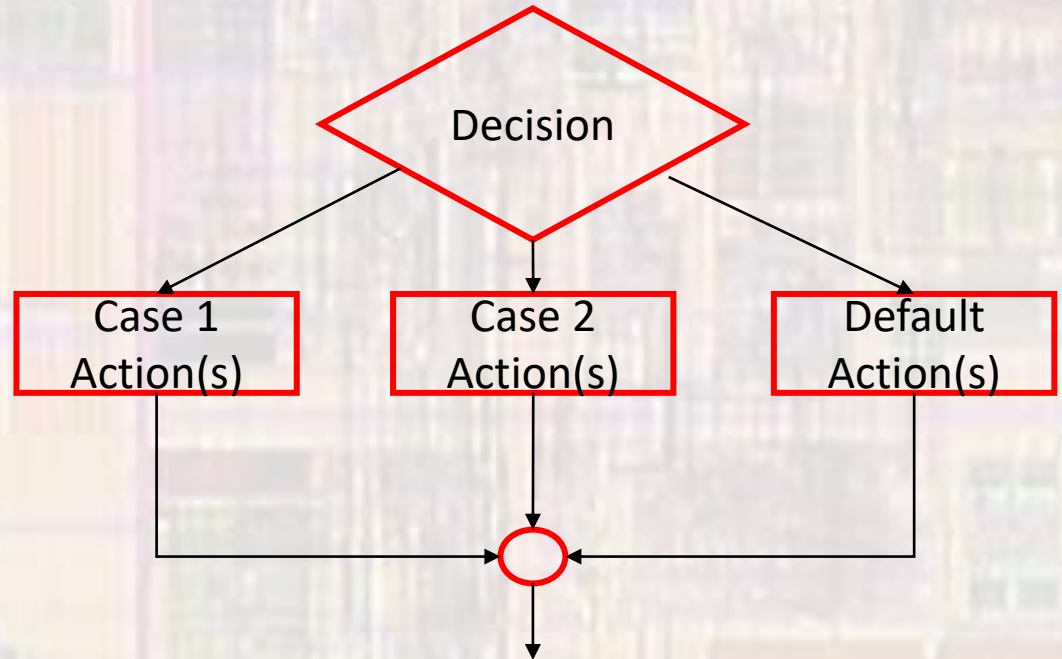 Decision
Case 1
Action(s)
Case 2
Action(s)
Default
Action(s)